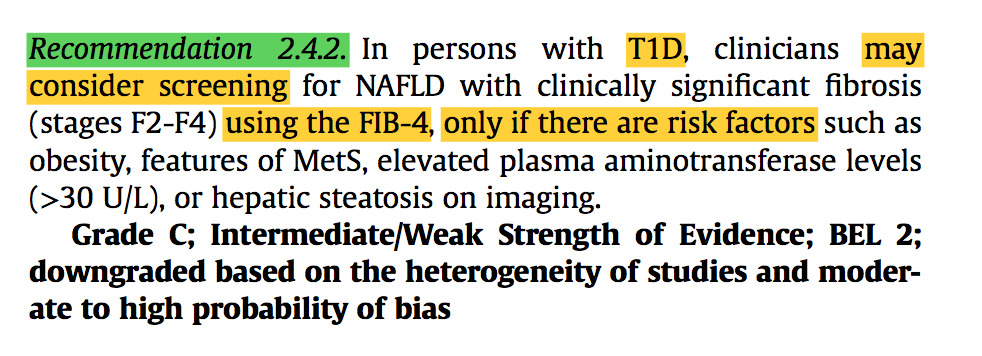 Recommendation 2.4.2. In persons with T1D, clinicians may
consider screening for NAFLD with clinically significant fibrosis
(stages F2-F4) using the FIB-4, only if there are risk factors such as
obesity, features of MetS, elevated plasma aminotransferase levels
(>30 U/L), or hepatic steatosis on imaging.
Grade C; Intermediate/Weak Strength of Evidence; BEL 2;
downgraded based on the heterogeneity of studies and moder-
ate to high probability of bias